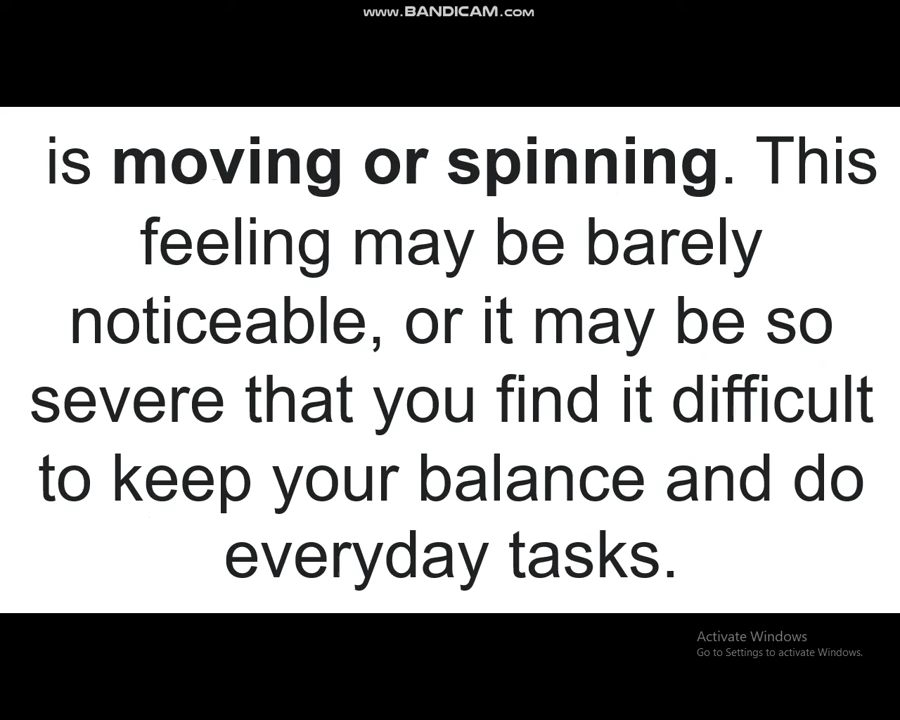 WWW.BANDICAM.COM
is moving or spinning. This
feeling may be barely
noticeable, or it may be so
severe that you find it difficult
to keep your balance and do
everyday tasks.
Activate Windows
Go to Settings to activate Windows.